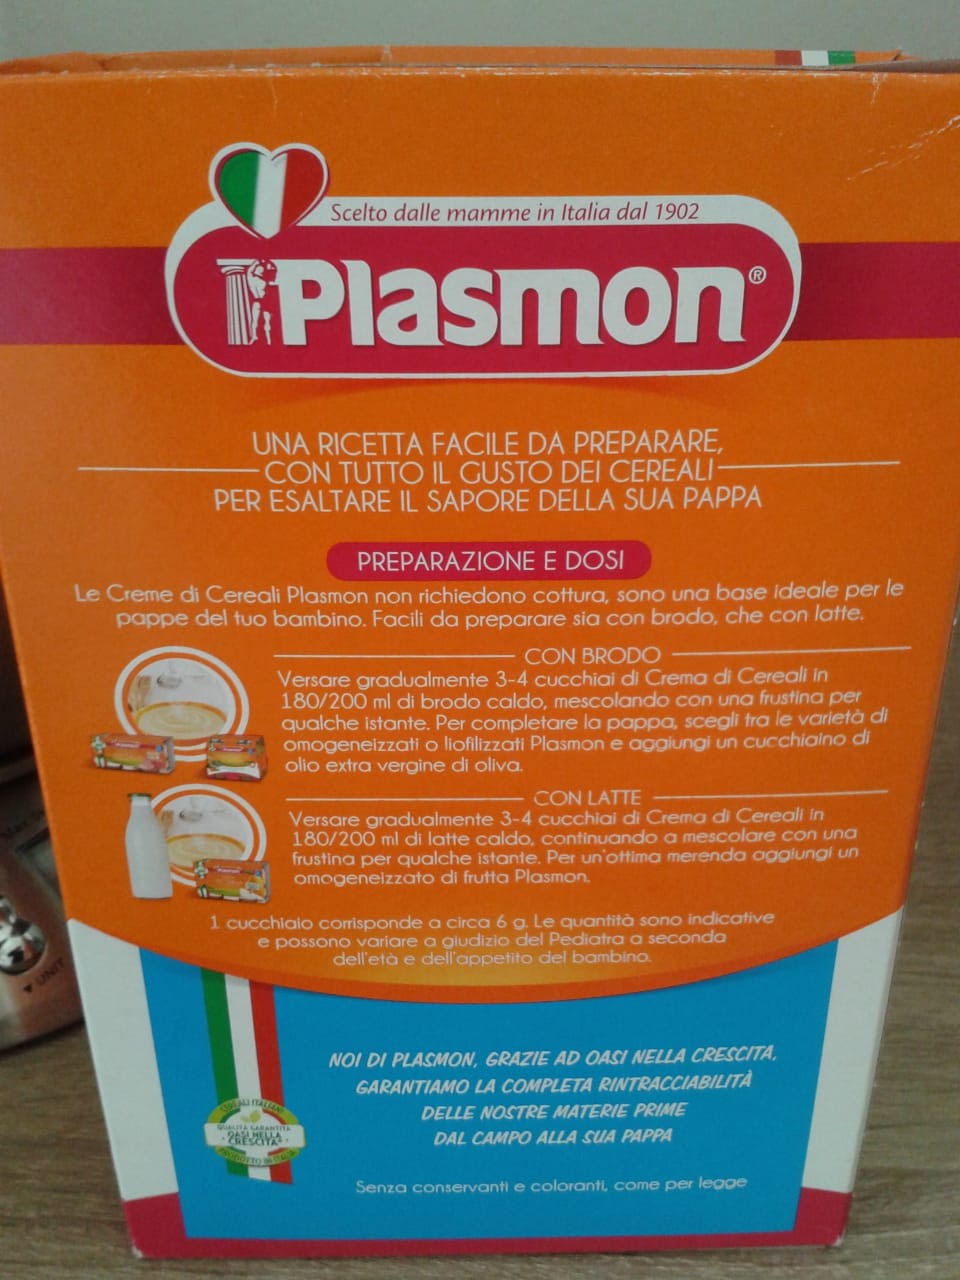 Scelto dalle mamme in Italia dal 1902
Plasmon®
UNA RICETTA FACILE DA PREPARARE,
CON TUTTO IL GUSTO DEI CEREALI
PER ESALTARE IL SAPORE DELLA SUA PAPPA
PREPARAZIONE E DOSI
Le Creme di Cereali Plasmon non richiedono cottura, sono una base ideale per le
pappe del tuo bambino. Facili da preparare sia con brodo, che con latte.
CON BRODO
Versare gradualmente 3-4 cucchiai di Crema di Cereali in
180/200 ml di brodo caldo, mescolando con una frustina per
qualche istante. Per completare la pappa, scegli tra le varietà di
omogeneizzati o liofilizzati Plasmon e aggiungi un cucchiaino di
olio extra vergine di oliva.
CON LATTE
Versare gradualmente 3-4 cucchiai di Crema di Cereali in
180/200 ml di latte caldo, continuando a mescolare con una
frustina per qualche istante. Per un'ottima merenda aggiungi un
omogeneizzato di frutta Plasmon.
1 cucchiaio corrisponde a circa 6 g. Le quantità sono indicative
e possono variare a giudizio del Pediatra a seconda
dell'età e dell'appetito del bambino.
UNIT
NOI DI PLASMON, GRAZIE AD OASI NELLA CRESCITA,
GARANTIAMO LA COMPLETA RINTRACCIABILITÀ
DELLE NOSTRE MATERIE PRIME
DAL CAMPO ALLA SUA PAPPA
CEREALI ITALIANI
QUALITÀ GARANTITA
OASI NELLA
CRESCITA
PRODOTTO IN ITALIA
Senza conservanti e coloranti, come per legge